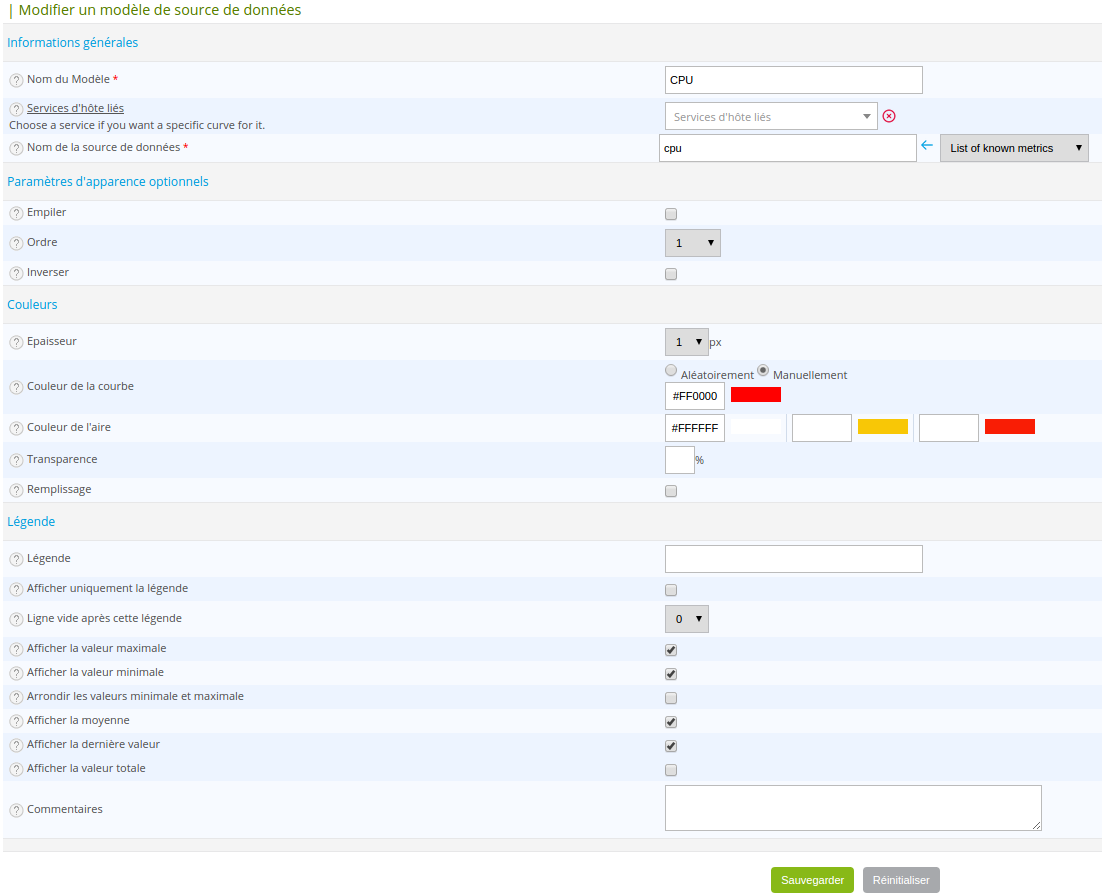 Modifier un modèle de source de données
Informations générales
? Nom du Modèle * CPU
? Services d'hôte liés Services d'hôte liés
Choose a service if you want a specific curve for it.
? Nom de la source de données * cpu List of known metrics
Paramètres d'apparence optionnels
? Empiler
? Ordre 1
? Inverser
Couleurs
? Epaisseur 1 px
? Couleur de la courbe Aléatoirement Manuellement
#FF0000
? Couleur de l'aire #FFFFFF
? Transparence %
? Remplissage
Légende
? Légende
? Afficher uniquement la légende
? Ligne vide après cette légende 0
? Afficher la valeur maximale
? Afficher la valeur minimale
? Arrondir les valeurs minimale et maximale
? Afficher la moyenne
? Afficher la dernière valeur
? Afficher la valeur totale
? Commentaires
Sauvegarder Réinitialiser